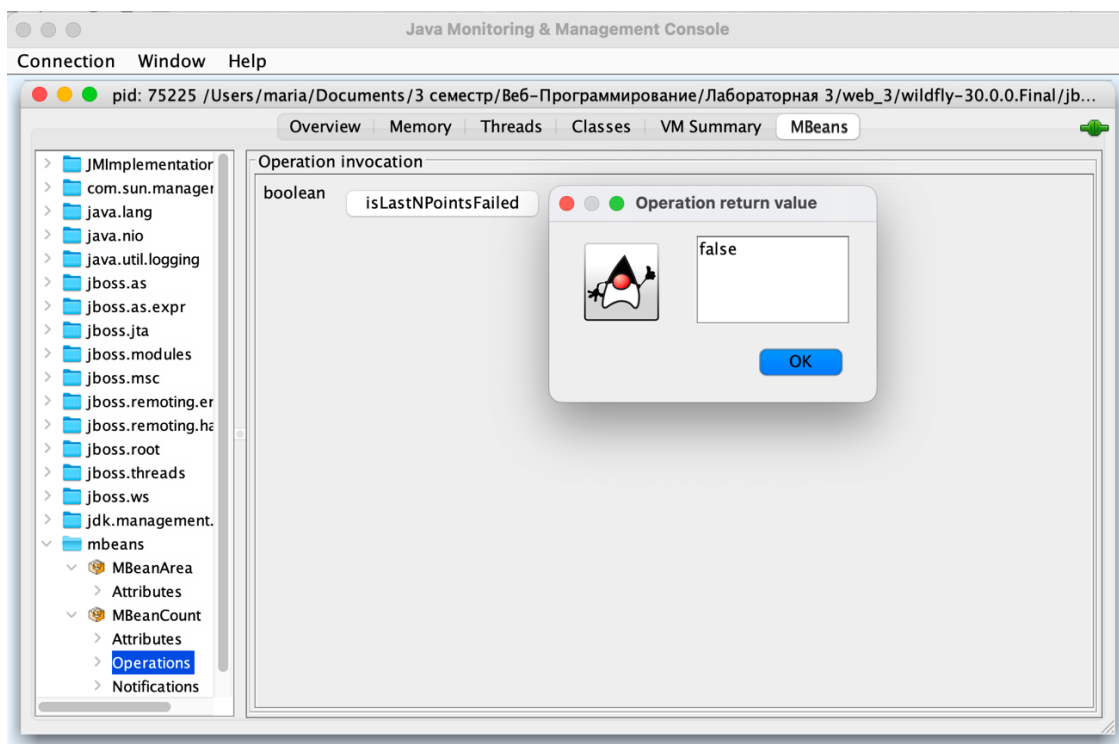 Java Monitoring & Management Console
Connection Window Help
pid: 75225 /Users/maria/Documents/3 семестр/Веб-Программирование/Лабораторная 3/web_3/wildfly-30.0.0.Final/jb...
Overview Memory Threads Classes VM Summary MBeans
JMImplementatior
com.sun.manager
java.lang
java.nio
java.util.logging
jboss.as
jboss.as.expr
jboss.jta
jboss.modules
jboss.msc
jboss.remoting.er
jboss.remoting.ha
jboss.root
jboss.threads
jboss.ws
jdk.management.
mbeans
MBeanArea
Attributes
MBeanCount
Attributes
Operations
Notifications
Operation invocation
boolean isLastNPointsFailed
Operation return value
false
OK